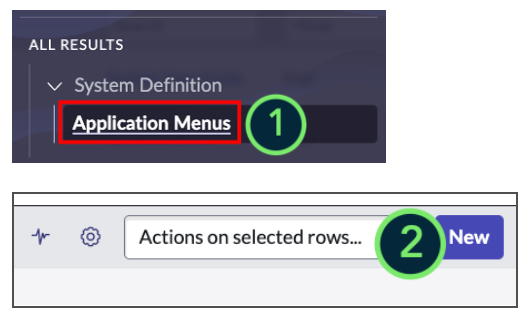 ALL RESULTS
System Definition
Application Menus 1
Actions on selected rows... 2 New